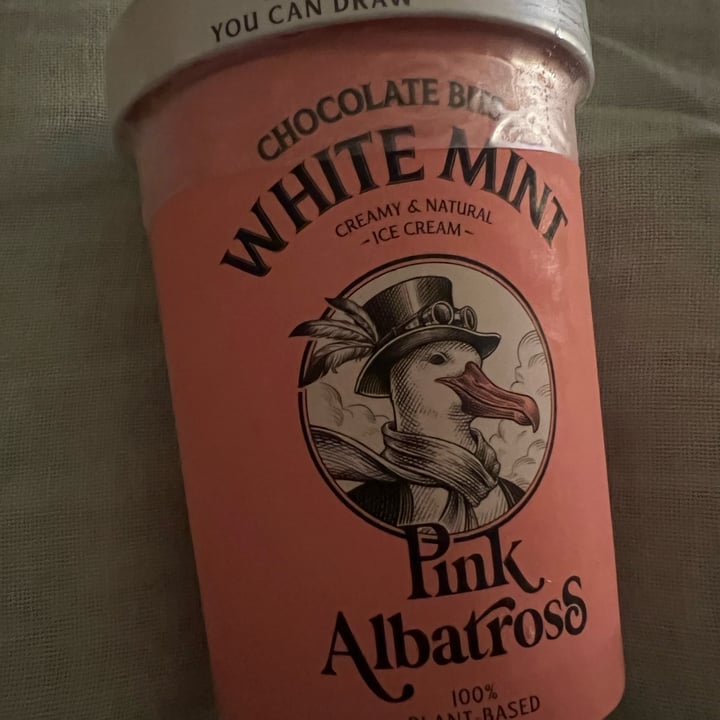 YOU CAN DRAW
CHOCOLATE BITS
WHITE MINT
CREAMY & NATURAL
-ICE CREAM-
Pink
Albatross
100%
PLANT-BASED